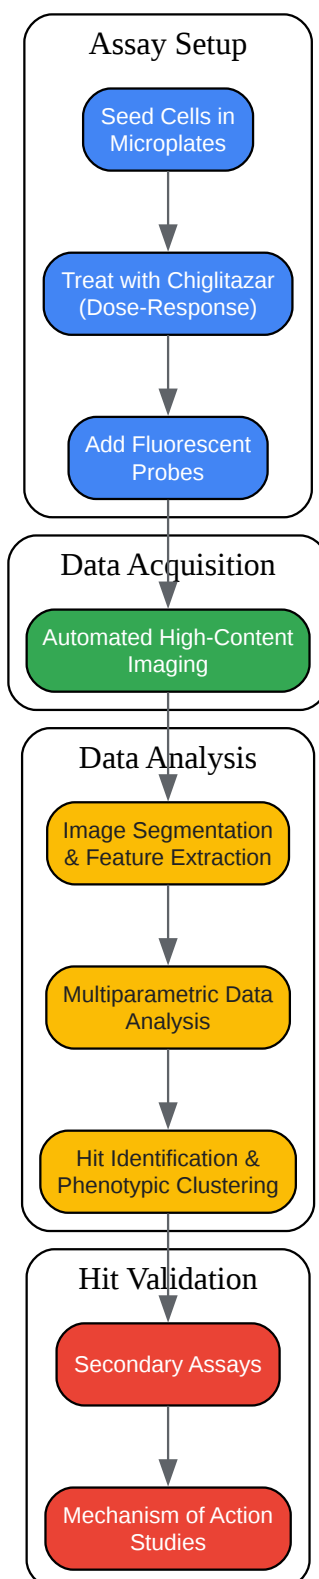 Assay Setup
Seed Cells in
Microplates
Treat with Chiglitazar
(Dose-Response)
Add Fluorescent
Probes
Data Acquisition
Automated High-Content
Imaging
Data Analysis
Image Segmentation
& Feature Extraction
Multiparametric Data
Analysis
Hit Identification &
Phenotypic Clustering
Hit Validation
Secondary Assays
Mechanism of Action
Studies